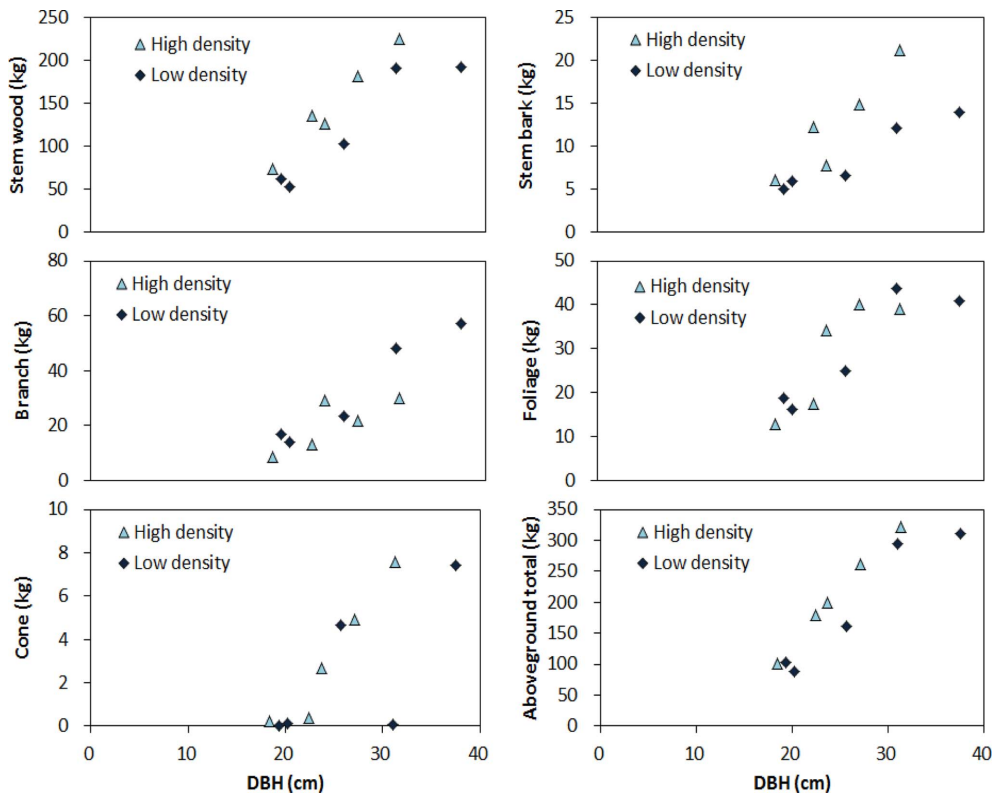 Stem wood (kg)
250
200
150
100
50
0
High density
Low density
Stem bark (kg)
25
20
15
10
5
0
High density
Low density
Branch (kg)
80
60
40
20
0
High density
Low density
Foliage (kg)
50
40
30
20
10
0
High density
Low density
Cone (kg)
10
8
6
4
2
0
High density
Low density
0 10 20 30 40
DBH (cm)
Aboveground total (kg)
350
300
250
200
150
100
50
0
High density
Low density
0 10 20 30 40
DBH (cm)